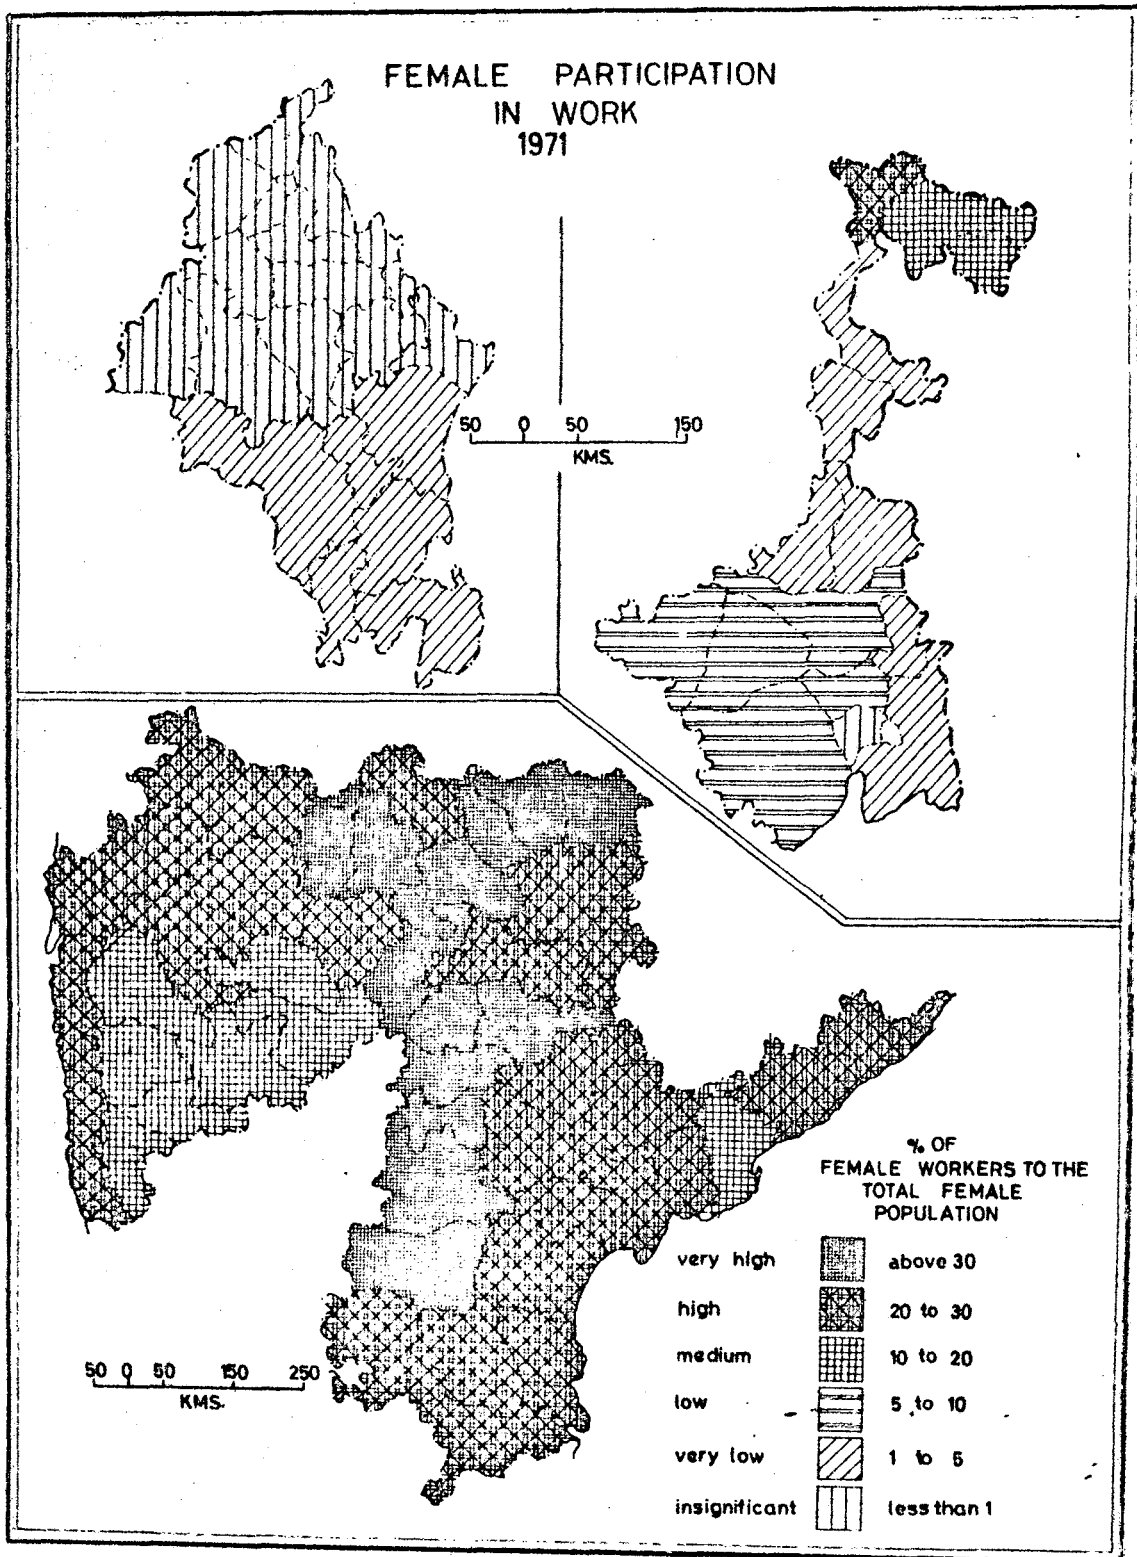 FEMALE PARTICIPATION
IN WORK
1971
50 0 50 150
KMS.
% OF
FEMALE WORKERS TO THE
TOTAL FEMALE
POPULATION
very high above 30
high 20 to 30
medium 10 to 20
low 5 to 10
very low 1 to 5
insignificant less than 1
50 0 50 150 250
KMS.